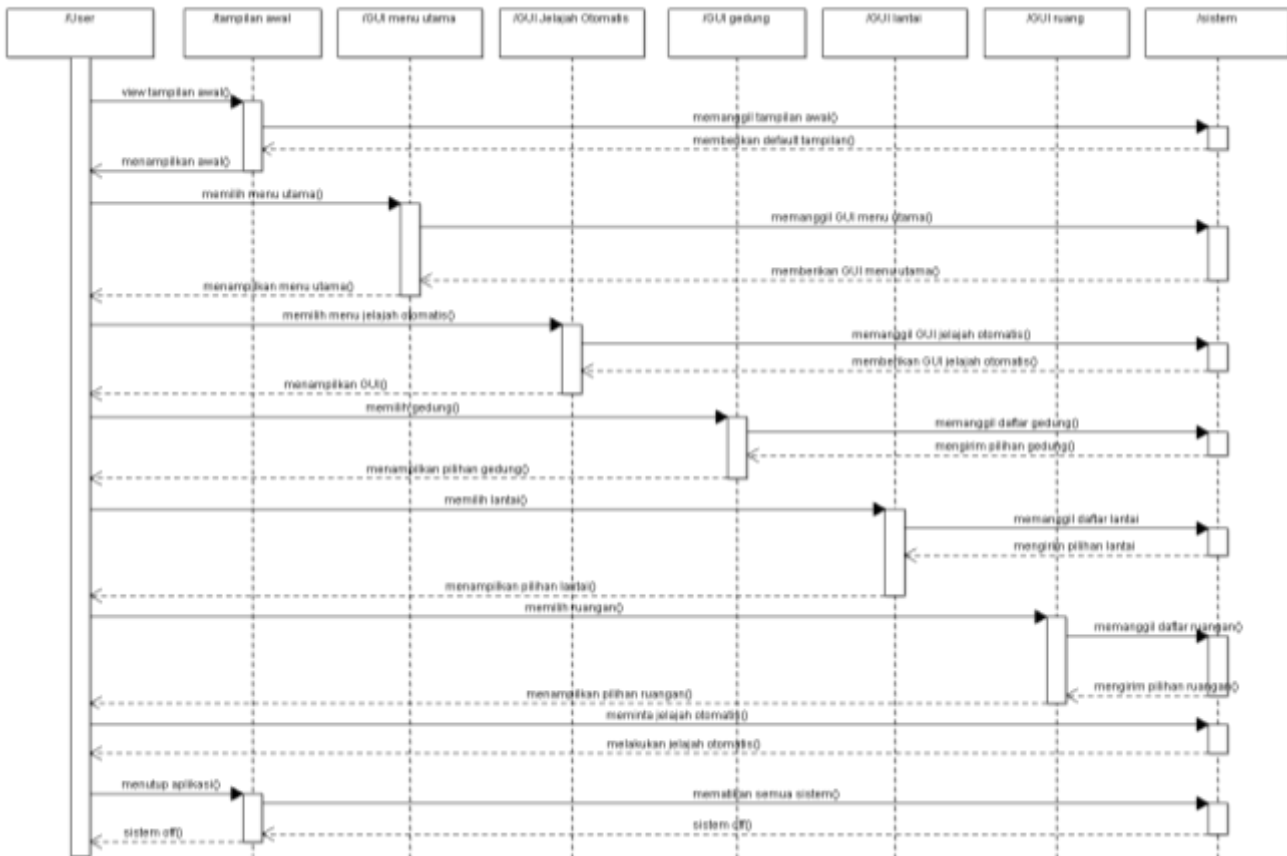 /User
/tampilan awal
/GUI menu utama
/GUI Jelajah Otomatis
/GUI gedung
/GUI lantai
/GUI ruang
/sistem
view tampilan awal()
memanggil tampilan awal()
memberikan default tampilan()
menampilkan awal()
memilih menu utama()
memanggil GUI menu utama()
memberikan GUI menu utama()
menampilkan menu utama()
memilih menu jelajah otomatis()
memanggil GUI jelajah otomatis()
memberikan GUI jelajah otomatis()
menampilkan GUI()
memilih gedung()
memanggil daftar gedung()
mengirim pilihan gedung()
menampilkan pilihan gedung()
memilih lantai()
memanggil daftar lantai
mengirim pilihan lantai
menampilkan pilihan lantai()
memilih ruangan()
memanggil daftar ruangan()
mengirim pilihan ruangan()
menampilkan pilihan ruangan()
meminta jelajah otomatis()
melakukan jelajah otomatis()
menutup aplikasi()
mematikan semua sistem()
sistem off()
sistem off()